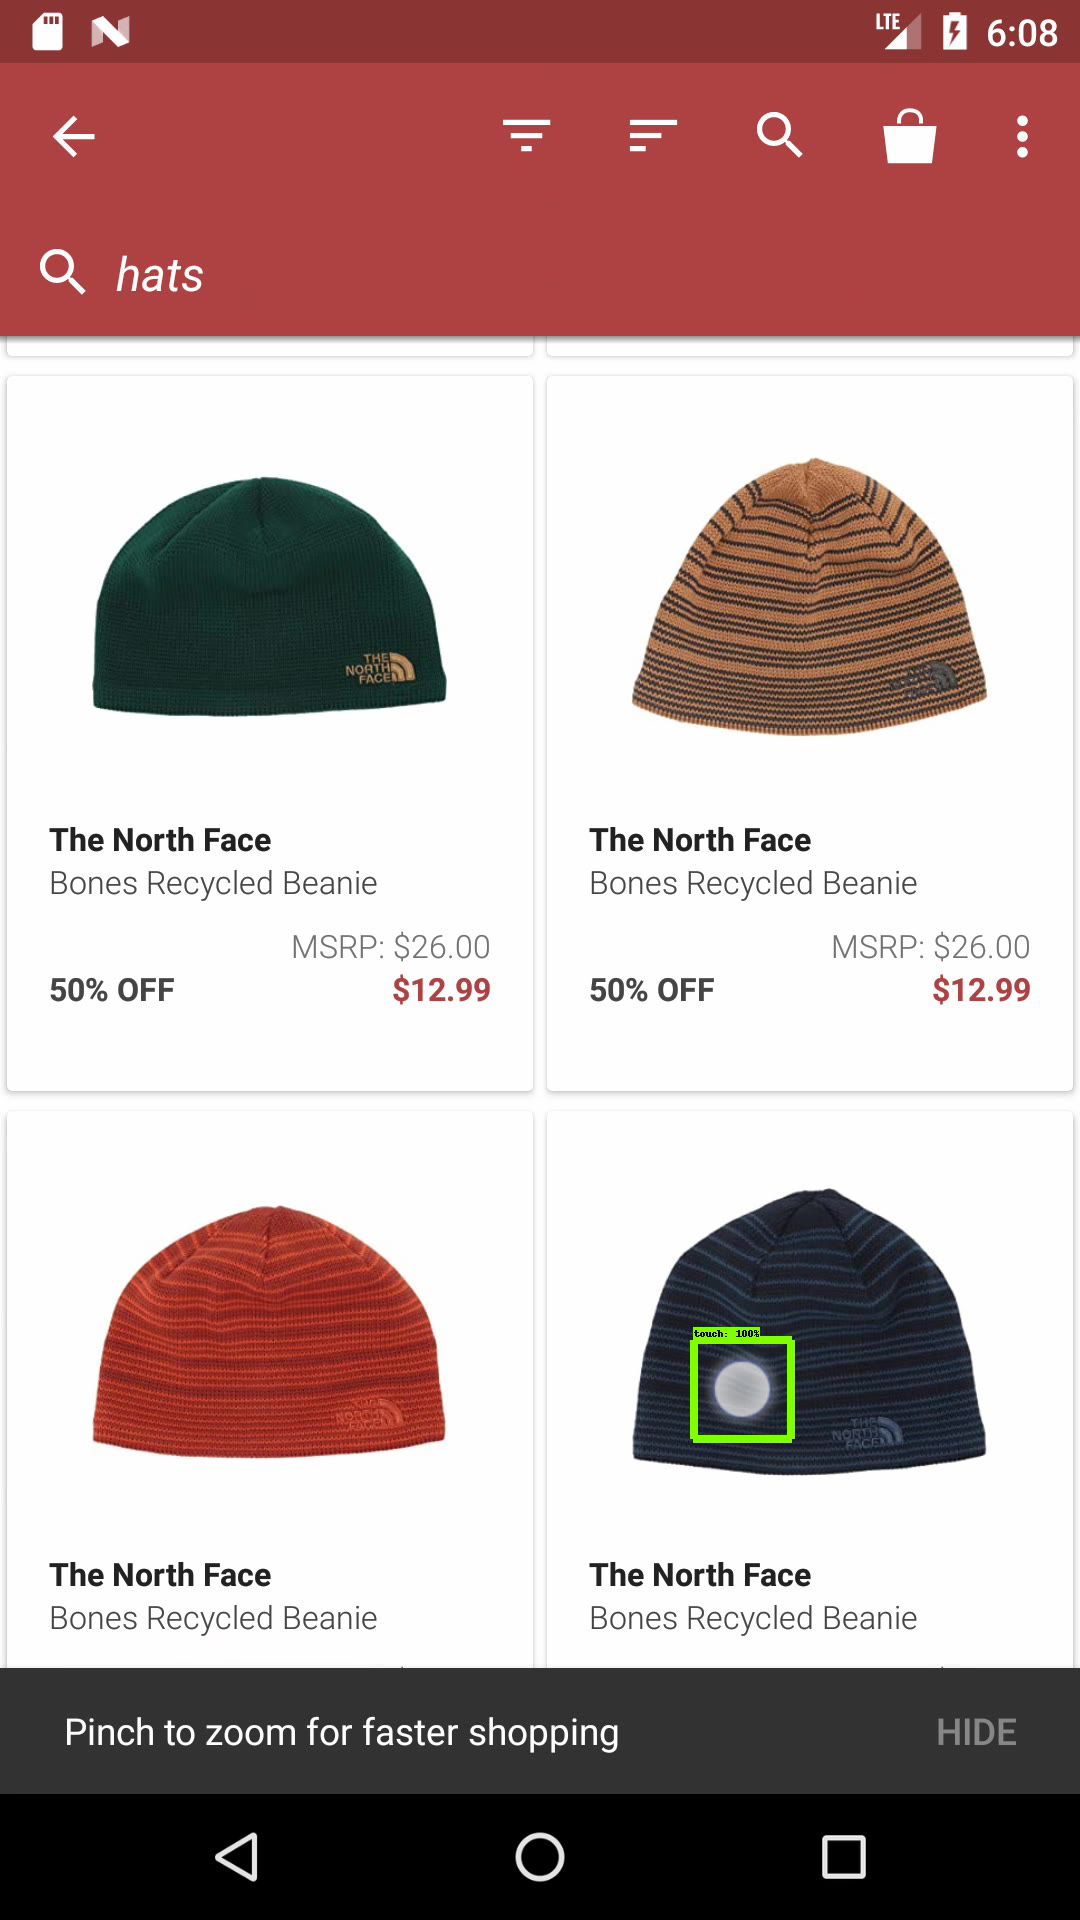 LTE 6:08
hats
THE
NORTH
FACE
The North Face
Bones Recycled Beanie
MSRP: $26.00
50% OFF $12.99
The North Face
Bones Recycled Beanie
MSRP: $26.00
50% OFF $12.99
THE
NORTH
FACE
touch: 100%
THE
NORTH
FACE
The North Face
Bones Recycled Beanie
The North Face
Bones Recycled Beanie
Pinch to zoom for faster shopping HIDE